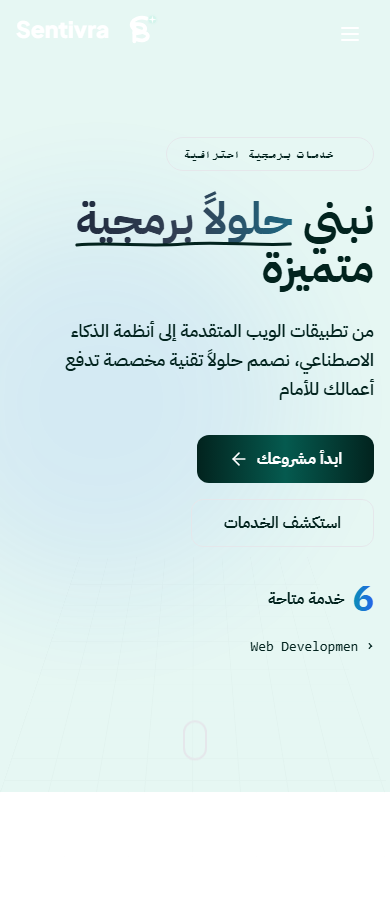 Sentivra
خدمات برمجية احترافية
نبني حلولاً برمجية
متميزة
من تطبيقات الويب المتقدمة إلى أنظمة الذكاء
الاصطناعي، نصمم حلولاً تقنية مخصصة تدفع
أعمالك للأمام
ابدأ مشروعك ←
استكشف الخدمات
6 خدمة متاحة
Web Developmen ›